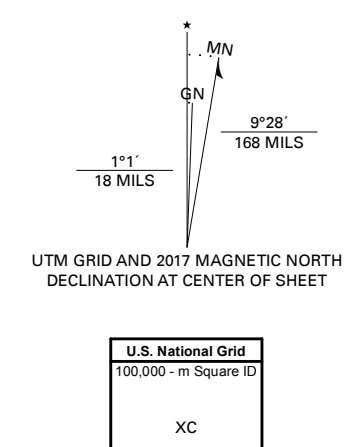 ★
MN
GN
9°28´
168 MILS
1°1´
18 MILS
UTM GRID AND 2017 MAGNETIC NORTH
DECLINATION AT CENTER OF SHEET
U.S. National Grid
100,000 - m Square ID
XC